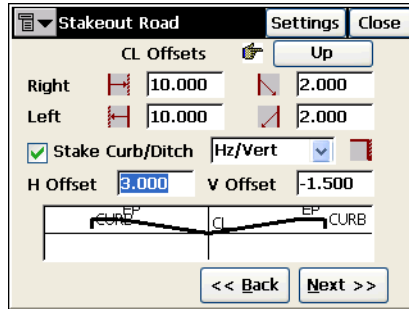 Stakeout Road Settings Close
CL Offsets Up
Right 10.000 2.000
Left 10.000 2.000
Stake Curb/Ditch Hz/Vert
H Offset 3.000 V Offset -1.500
CURB EP CL EP CURB
<< Back Next >>